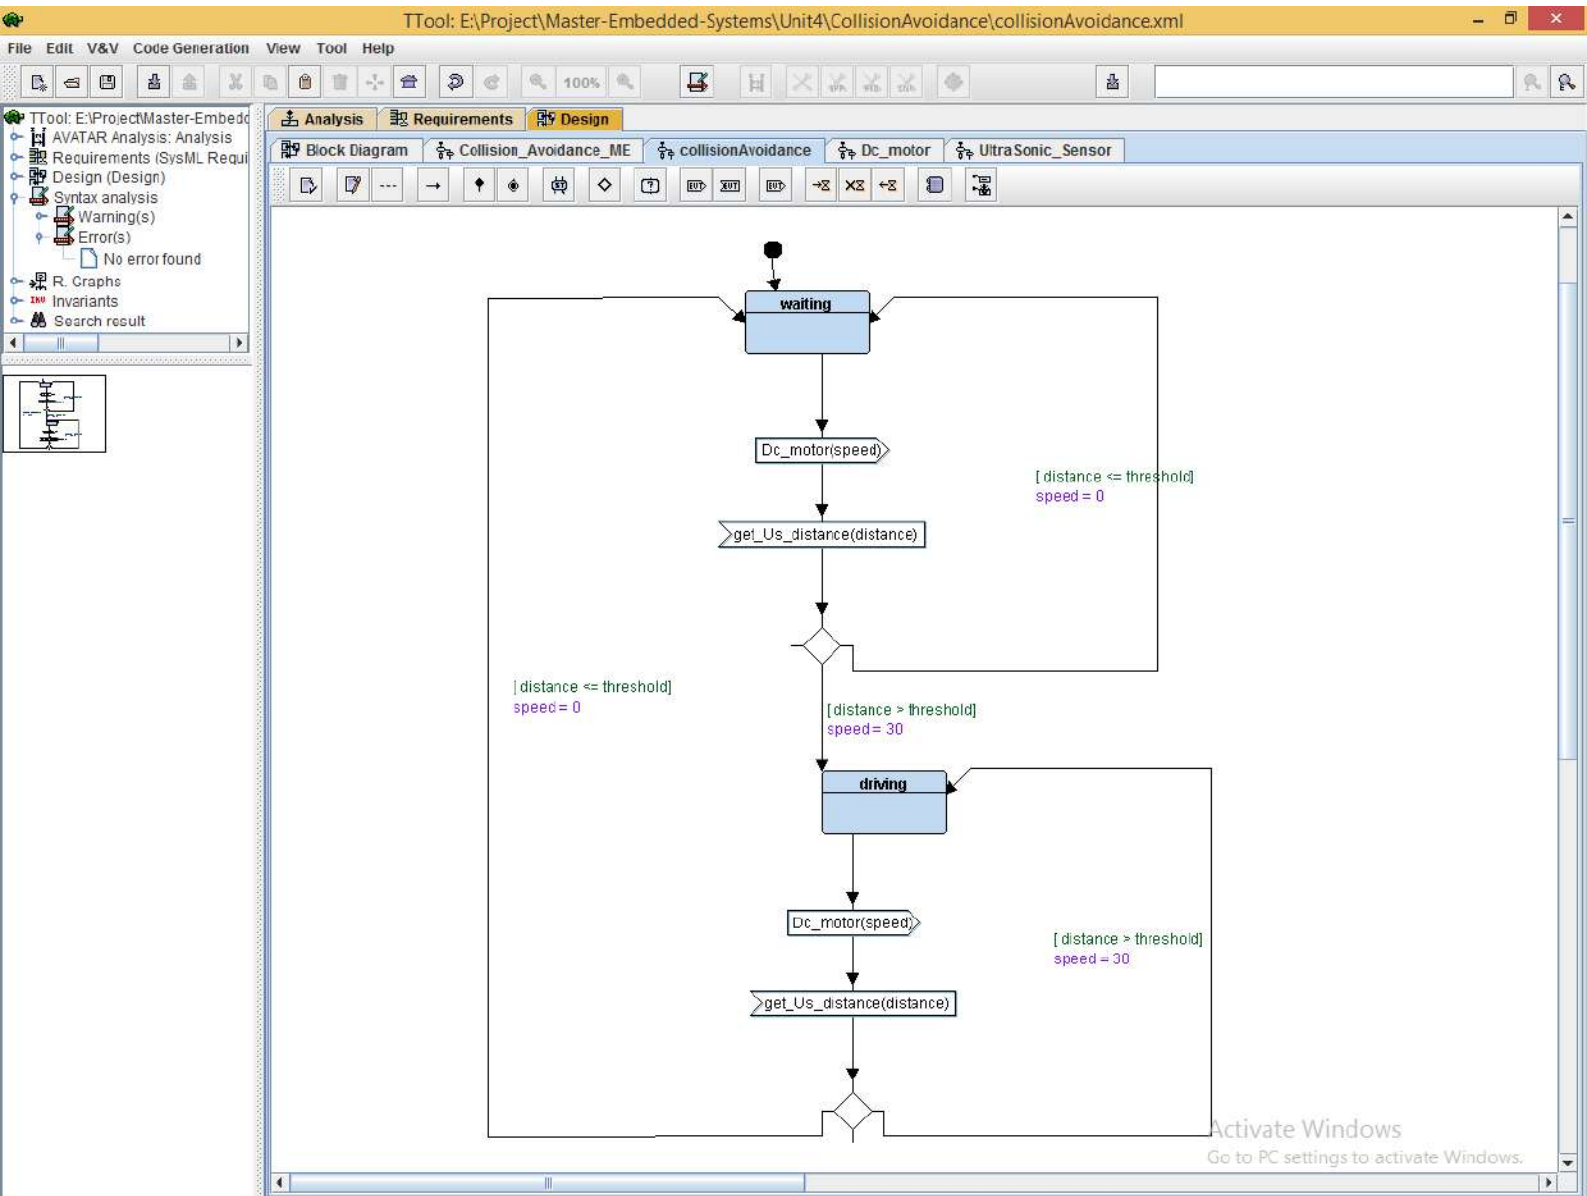 TTool: E:\Project\Master-Embedded-Systems\Unit4\CollisionAvoidance\collisionAvoidance.xml
File Edit V&V Code Generation View Tool Help
100%
TTool: E:\Project\Master-Embedd
AVATAR Analysis: Analysis
Requirements (SysML Requi
Design (Design)
Syntax analysis
Warning(s)
Error(s)
No error found
R. Graphs
Invariants
Search result
Analysis Requirements Design
Block Diagram Collision_Avoidance_ME collisionAvoidance Dc_motor UltraSonic_Sensor
waiting
Dc_motor(speed)
[ distance <= threshold]
speed = 0
get_Us_distance(distance)
[ distance <= threshold]
speed = 0
[ distance > threshold]
speed = 30
driving
Dc_motor(speed)
[ distance > threshold]
speed = 30
get_Us_distance(distance)
Activate Windows
Go to PC settings to activate Windows.